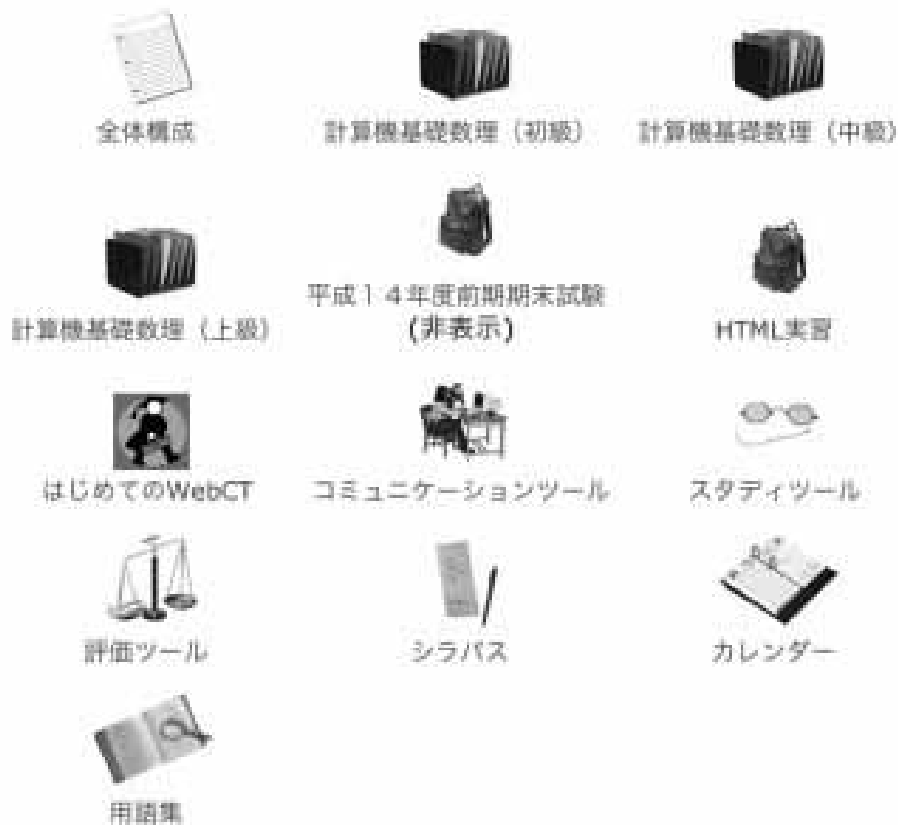 全体構成
計算機基礎数理（初級）
計算機基礎数理（中級）
計算機基礎数理（上級）
平成１４年度前期期末試験
(非表示)
HTML実習
はじめてのWebCT
コミュニケーションツール
スタディツール
評価ツール
シラバス
カレンダー
用語集